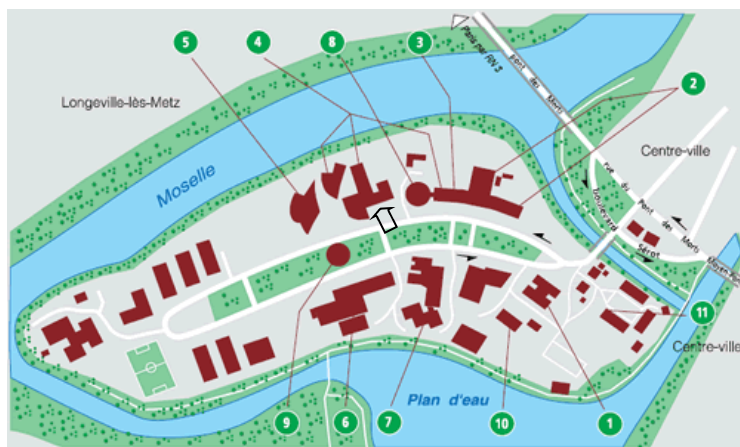 5 4 8 3 2
Paris par RN 3
pont des Morts
Longeville-lès-Metz
Moselle
Centre-ville
rue du Pont des Morts
boulevard Sérot
11
Centre-ville
Plan d'eau
9 6 7 10 1